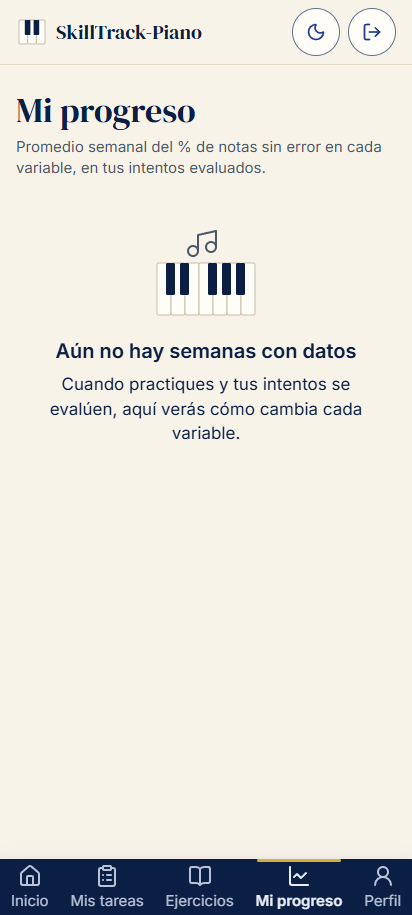 SkillTrack-Piano
Mi progreso
Promedio semanal del % de notas sin error en cada
variable, en tus intentos evaluados.
Aún no hay semanas con datos
Cuando practiques y tus intentos se
evalúen, aquí verás cómo cambia cada
variable.
Inicio
Mis tareas
Ejercicios
Mi progreso
Perfil